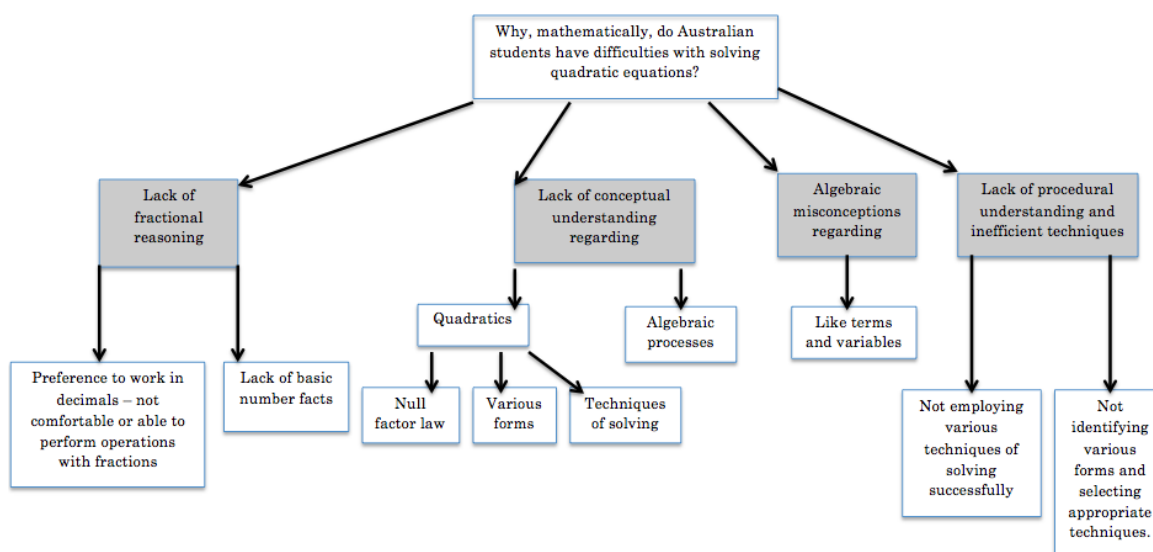 Why, mathematically, do Australian
students have difficulties with solving
quadratic equations?
Lack of
fractional
reasoning
Lack of conceptual
understanding
regarding
Algebraic
misconceptions
regarding
Lack of procedural
understanding and
inefficient techniques
Quadratics
Algebraic
processes
Like terms
and variables
Preference to work in
decimals – not
comfortable or able to
perform operations
with fractions
Lack of basic
number facts
Null
factor law
Various
forms
Techniques
of solving
Not employing
various
techniques of
solving
successfully
Not
identifying
various
forms and
selecting
appropriate
techniques.